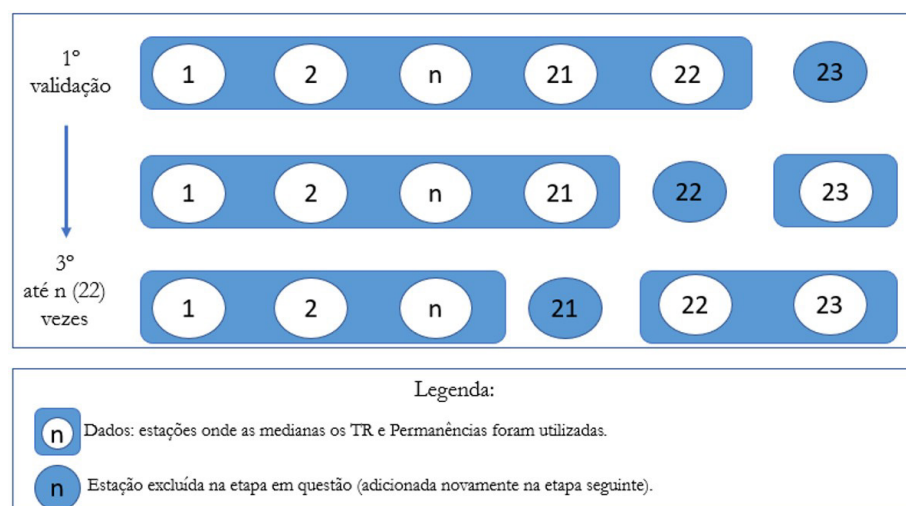 1º
validação
1 2 n 21 22 23
1 2 n 21 22 23
3º
até n (22)
vezes
1 2 n 21 22 23
Legenda:
n Dados: estações onde as medianas os TR e Permanências foram utilizadas.
n Estação excluída na etapa em questão (adicionada novamente na etapa seguinte).